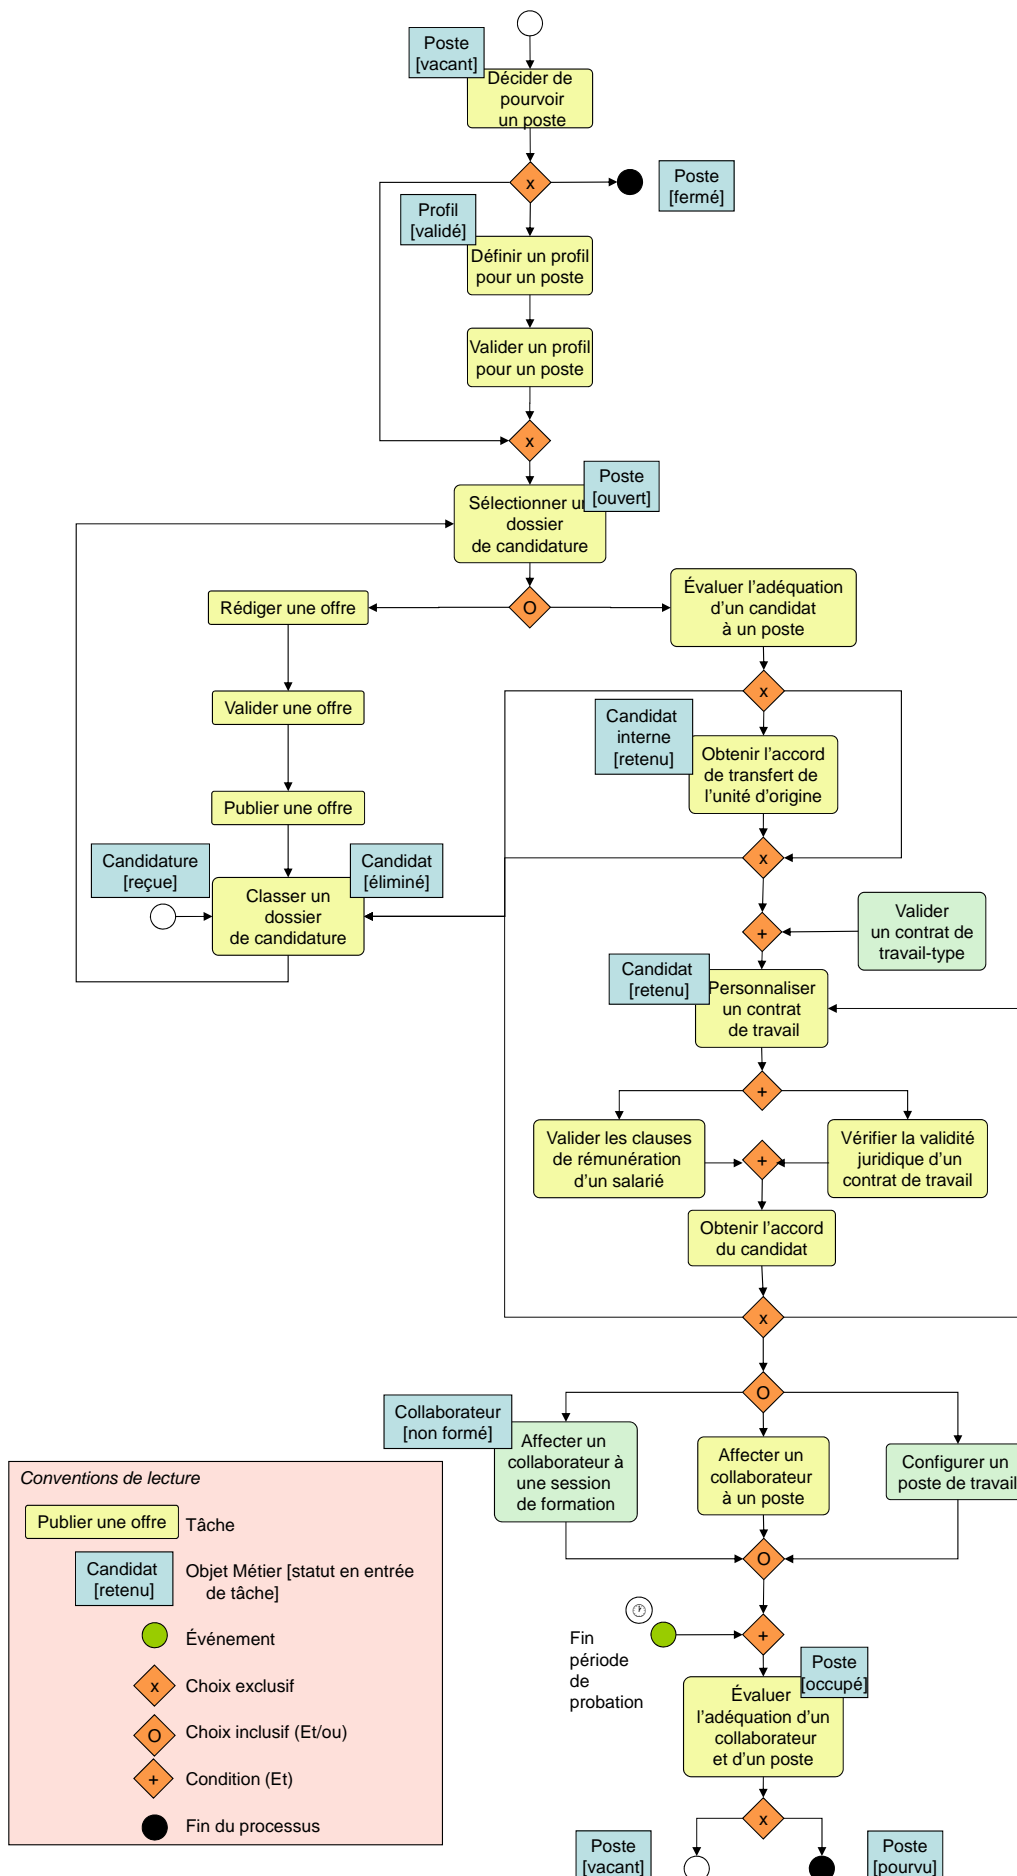 Poste
[vacant]
Décider de
pourvoir
un poste
x
Poste
[fermé]
Profil
[validé]
Définir un profil
pour un poste
Valider un profil
pour un poste
x
Poste
[ouvert]
Sélectionner un
dossier
de candidature
Rédiger une offre
O
Évaluer l’adéquation
d’un candidat
à un poste
x
Valider une offre
Candidat
interne
[retenu]
Obtenir l’accord
de transfert de
l’unité d’origine
Publier une offre
x
Candidature
[reçue]
Candidat
[éliminé]
Classer un
dossier
de candidature
+
Valider
un contrat de
travail-type
Candidat
[retenu]
Personnaliser
un contrat
de travail
+
Valider les clauses
de rémunération
d’un salarié
+
Vérifier la validité
juridique d’un
contrat de travail
Obtenir l’accord
du candidat
x
O
Collaborateur
[non formé]
Affecter un
collaborateur à
une session
de formation
Affecter un
collaborateur
à un poste
Configurer un
poste de travail
O
Fin
période
de
probation
+
Poste
[occupé]
Évaluer
l’adéquation d’un
collaborateur
et d’un poste
x
Poste
[vacant]
Poste
[pourvu]
Conventions de lecture
Publier une offre
Tâche
Candidat
[retenu]
Objet Métier [statut en entrée
de tâche]
Événement
x
Choix exclusif
O
Choix inclusif (Et/ou)
+
Condition (Et)
Fin du processus